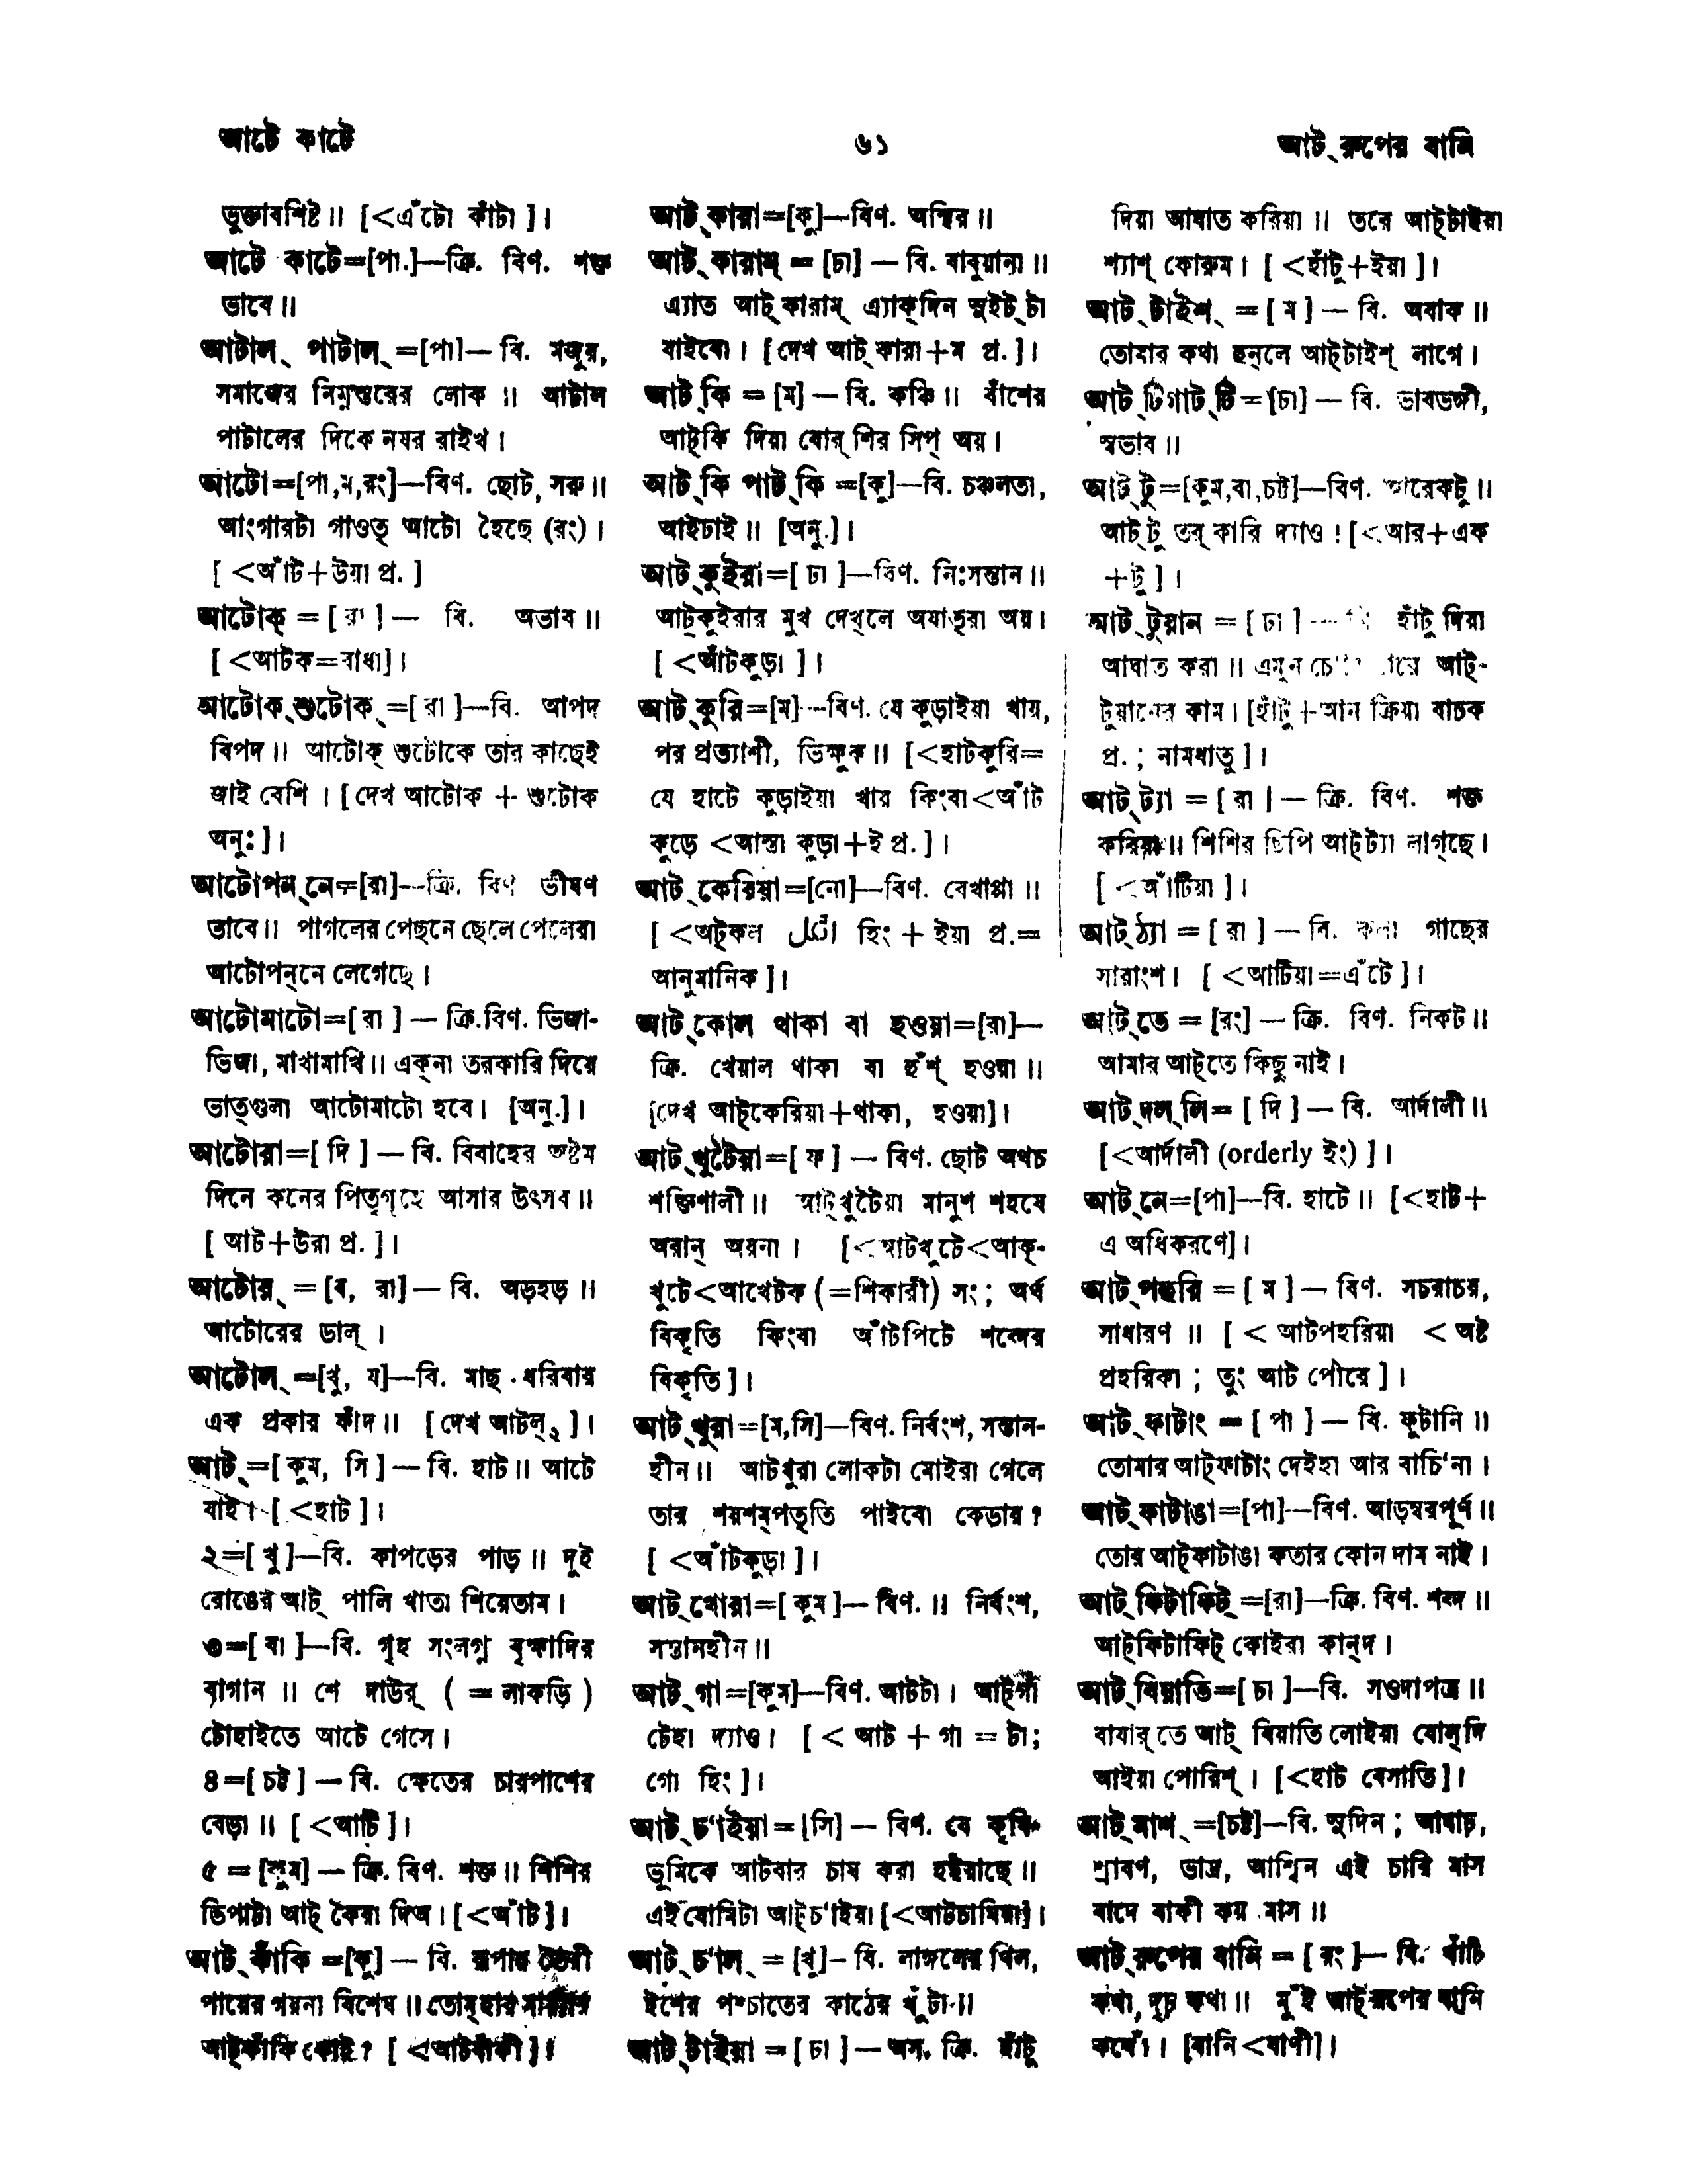 আটে কাটে
৬১
আট্‌রুপের বানি
ভুক্তাবশিষ্ট॥ [<এঁটো কাঁটা]।
আটে কাটে=[পা.]—ক্রি. বিণ. শক্ত
ভাবে॥
আটাল্ পাটাল্=[পা]—বি. মজুর,
সমাজের নিম্নস্তরের লোক॥ আটাল
পাটালের দিকে নযর রাইখ।
আটো=[পা,ম,রং]—বিণ. ছোট, সরু॥
আংগারটা গাওত্ আটো হৈছে (রং)।
[<আঁট+উয়া প্র.]
আটোক্=[রা]— বি. অভাব॥
[<আটক=বাধা]।
আটোক্ শুটোক্=[রা]—বি. আপদ
বিপদ॥ আটোক্ শুটোকে তার কাছেই
জাই বেশি। [দেখ আটোক + শুটোক
অনু:]।
আটোপন্‌নে=[রা]—ক্রি. বিণ ভীষণ
ভাবে॥ পাগলের পেছনে ছেলে পেলেরা
আটোপন্‌নে লেগেছে।
আটোমাটো=[রা]—ক্রি.বিণ. ভিজা-
ভিজা, মাখামাখি॥ একনা তরকারি দিয়ে
ভাত্‌গুলা আটোমাটো হবে। [অনু.]।
আটোরা=[দি]—বি. বিবাহের অষ্টম
দিনে কনের পিতৃগৃহে আসার উৎসব॥
[আট+উরা প্র.]।
আটোর্=[ব, রা]—বি. অড়হড়॥
আটোরের ডাল্।
আটোল্=[খু, য]—বি. মাছ ধরিবার
এক প্রকার ফাঁদ॥ [দেখ আটল্২]।
আট্=[কুম, সি]—বি. হাট॥ আটে
যাই। [<হাট]।
২=[খু]—বি. কাপড়ের পাড়॥ দুই
রোঙের আট্ পালি খাতা শিয়েতাম।
৩=[বা]—বি. গৃহ সংলগ্ন বৃক্ষাদির
বাগান॥ শে দাউর্ (=লাকড়ি)
টোহাইতে আটে গেসে।
৪=[চট্ট]—বি. ক্ষেতের চারপাশের
বেড়া॥ [<আটি]।
৫=[কুম]—ক্রি. বিণ. শক্ত॥ শিশির
ছিপাটা আট্ কৈরা দিঅ। [<আঁট]।
আট্‌কাঁকি=[কু]—বি. রূপার তৈরী
পায়ের গয়না বিশেষ॥ তোমহার
আট্‌কাঁকি কোই? [<আটবাঁকী]।
আট্‌কারা=[কু]—বিণ. অস্থির॥
আট্‌কারাম্=[ঢা]—বি. বাবুয়ানা॥
এ্যাত আট্‌কারাম্ এ্যাক্‌দিন স্তুইট্‌টা
যাইবো। [দেখ আট্‌কারা+ম প্র.]।
আট্‌কি=[ম]—বি. কঞ্চি॥ বাঁশের
আট্‌কি দিয়া বোর্‌শির সিপ্ অয়।
আট্‌কি পাট্‌কি=[কু]—বি. চঞ্চলতা,
আইঢাই॥ [অনু.]।
আট্‌কুইরা=[ঢা]—বিণ. নিঃসন্তান॥
আট্‌কুইরার মুখ দেখ্‌লে অযাত্‌রা অয়।
[<আঁটকুড়া]।
আট্‌কুরি=[ম]—বিণ. যে কুড়াইয়া খায়,
পর প্রত্যাশী, ভিক্ষুক॥ [<হাটকুরি=
যে হাটে কুড়াইয়া খায় কিংবা<আঁট
কুড়ে <আস্তা কুড়া+ই প্র.]।
আট্‌কেরিয়া=[নো]—বিণ. বেখাপ্পা॥
[<অট্‌কল اٹکل হিং + ইয়া প্র.=
আনুমানিক]।
আট্‌কোল থাকা বা হওয়া=[রা]—
ক্রি. খেয়াল থাকা বা হুঁশ্ হওয়া॥
[দেখ আট্‌কেরিয়া+থাকা, হওয়া]।
আট্‌খুটৈয়া=[ফ]—বিণ. ছোট অথচ
শক্তিশালী॥ আট্‌খুটৈয়া মানুশ শহযে
অরান্ অয়না। [<আটখুটে<আক্-
খুটে<আখেটক (=শিকারী) সং; অর্থ
বিকৃতি কিংবা আঁটপিটে শব্দের
বিকৃতি]।
আট্‌খুরা=[ম,সি]—বিণ. নির্বংশ, সন্তান-
হীন॥ আটখুরা লোকটা মোইরা গেলে
তার শয়শম্‌পত্‌তি পাইবো কেডায়?
[<আঁটকুড়া]।
আট্‌খোরা=[কুম]—বিণ.॥ নির্বংশ,
সন্তানহীন॥
আট্‌গা=[কুম]—বিণ. আটটা। আট্‌গা
টেহা দ্যাও। [<আট + গা = টা;
গো হিং]।
আট্‌চ'াইয়া=[সি]—বিণ. যে কৃষি-
ভূমিকে আটবার চাষ করা হইয়াছে॥
এই যোমিটা আট্‌চ'াইয়া [<আটচাষিয়া]।
আট্‌চ'াল্=[খু]—বি. লাঙ্গলের খিল,
ইশের পশ্চাতের কাঠের খুঁটা॥
আট্‌টাইয়া=[ঢা]—অস. ক্রি. হাঁটু
দিয়া আঘাত করিয়া॥ তরে আট্‌টাইয়া
শ্যাশ্ কোরুম। [<হাঁটু+ইয়া]।
আট্‌টাইশ্=[ম]—বি. অবাক॥
তোমার কথা হুন্‌লে আট্‌টাইশ্ লাগে।
আট্‌টিগাট্‌টি=[ঢা]—বি. ভাবভঙ্গী,
স্বভাব॥
আট্‌টু=[কুম,বা,চট্ট]—বিণ. আরেকটু॥
আট্‌টু তর্‌কারি দ্যাও! [<আর+এক
+টু]।
আট্‌টুয়ান=[ঢা]— হাঁটু দিয়া
আঘাত করা॥ এমুন আট্-
টুয়ানের কাম। [হাঁটু+আন ক্রিয়া বাচক
প্র.; নামধাতু]।
আট্‌ট্যা=[রা]—ক্রি. বিণ. শক্ত
করিয়া॥ শিশির ছিপি আট্‌ট্যা লাগ্‌ছে।
[<আঁটিয়া]।
আট্‌ঠ্যা=[রা]—বি. কলা গাছের
সারাংশ। [<আটিয়া=এঁটে]।
আট্‌তে=[রং]—ক্রি. বিণ. নিকট॥
আমার আট্‌তে কিছু নাই।
আট্‌দল্‌লি=[দি]—বি. আর্দালী॥
[<আর্দালী (orderly ইং)]।
আট্‌নে=[পা]—বি. হাটে॥ [<হাট+
এ অধিকরণে]।
আট্‌পহুরি=[ম]—বিণ. সচরাচর,
সাধারণ॥ [<আটপহরিয়া <অষ্ট
প্রহরিকা; তুং আট পৌরে]।
আট্‌ফাটাং=[পা]—বি. ফুটানি॥
তোমার আট্‌ফাটাং দেইহা আর বাচি'না।
আট্‌ফাটাঙা=[পা]—বিণ. আড়ম্বরপূর্ণ॥
তোর আট্‌ফাটাঙা কতার কোন দাম নাই।
আট্‌ফিটাফিট্=[রা]—ক্রি. বিণ. শব্দ॥
আট্‌ফিটাফিট্ কোইরা কান্‌দ।
আট্‌বিয়াতি=[ঢা]—বি. সওদাপত্র॥
বাযার্‌তে আট্ বিয়াতি লোইয়া যোল্‌দি
আইয়া পোরিশ্। [<হাট বেসাতি]।
আট্‌মাশ্=[চট্ট]—বি. সুদিন; আষাঢ়,
শ্রাবণ, ভাদ্র, আশ্বিন এই চারি মাস
বাদে বাকী কয় মাস॥
আট্‌রুপের বানি=[রং]—বি. খাঁটি
কথা, দৃঢ় কথা॥ মুঁই আট্‌রূপের বানি
কওঁ। [বানি<বাণী]।